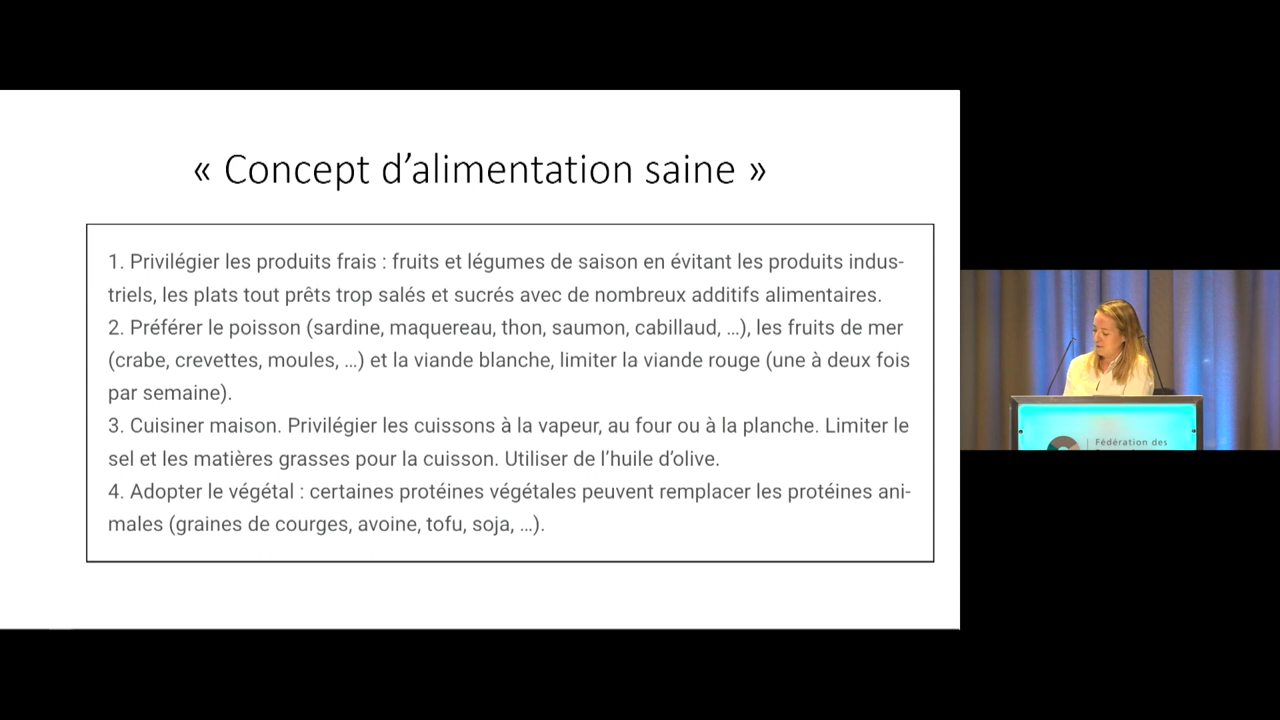 « Concept d’alimentation saine »
1. Privilégier les produits frais : fruits et légumes de saison en évitant les produits indus-
triels, les plats tout prêts trop salés et sucrés avec de nombreux additifs alimentaires.
2. Préférer le poisson (sardine, maquereau, thon, saumon, cabillaud, …), les fruits de mer
(crabe, crevettes, moules, …) et la viande blanche, limiter la viande rouge (une à deux fois
par semaine).
3. Cuisiner maison. Privilégier les cuissons à la vapeur, au four ou à la planche. Limiter le
sel et les matières grasses pour la cuisson. Utiliser de l’huile d’olive.
4. Adopter le végétal : certaines protéines végétales peuvent remplacer les protéines ani-
males (graines de courges, avoine, tofu, soja, …).
Fédération des